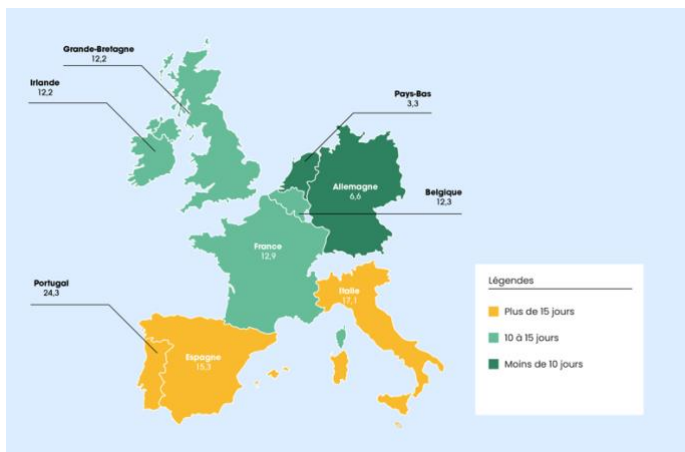 Grande-Bretagne
12,2
Irlande
12,2
Pays-Bas
3,3
Allemagne
6,6
Belgique
12,3
France
12,9
Portugal
24,3
Italie
17,1
Espagne
15,3
Légendes
Plus de 15 jours
10 à 15 jours
Moins de 10 jours